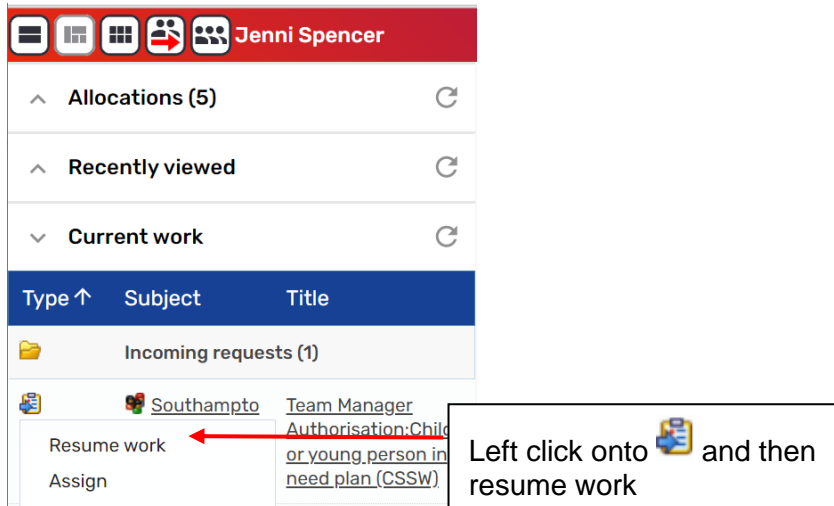 Jenni Spencer
Allocations (5)
Recently viewed
Current work
Type ↑ Subject Title
Incoming requests (1)
Southampto
Team Manager
Authorisation:Chilc
or young person in
need plan (CSSW)
Resume work
Assign
Left click onto and then
resume work